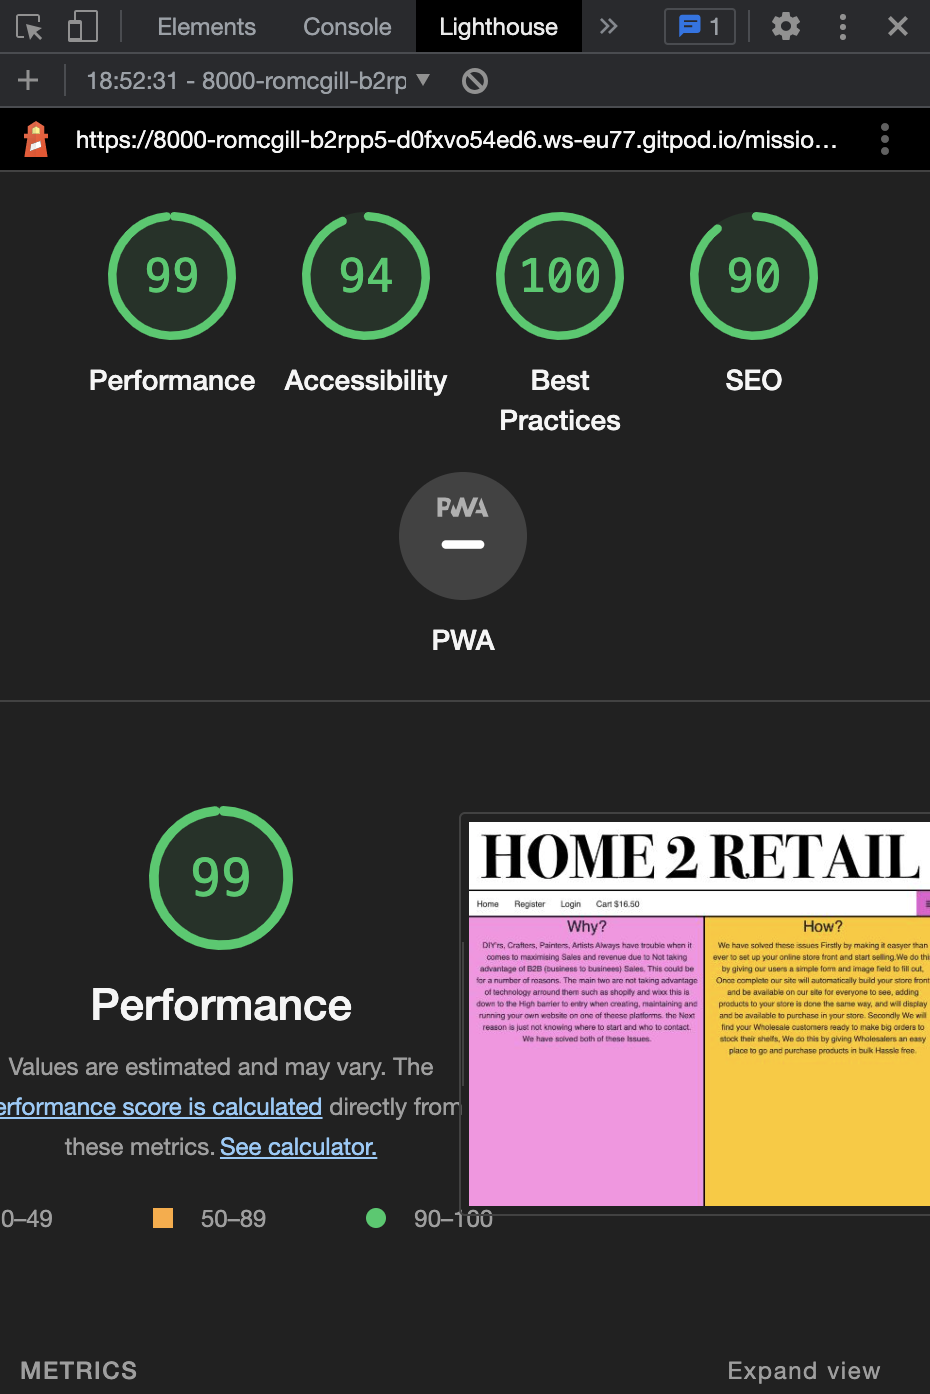 Elements Console Lighthouse 1
18:52:31 - 8000-romcgill-b2rp
https://8000-romcgill-b2rpp5-d0fxvo54ed6.ws-eu77.gitpod.io/missio...
99 94 100 90
Performance Accessibility Best Practices SEO
PWA
PWA
99
Performance
Values are estimated and may vary. The
erformance score is calculated directly from
these metrics. See calculator.
0–49 50–89 90–100
HOME 2 RETAIL
Home Register Login Cart $16.50
Why?
DIY'rs, Crafters, Painters, Artists Always have trouble when it
comes to maximising Sales and revenue due to Not taking
advantage of B2B (business to businees) Sales, This could be
for a number of reasons. The main two are not taking advantage
of technology arround them such as shopify and wixx this is
down to the High barrier to entry when creating, maintaining and
running your own website on one of theese platforms. the Next
reason is just not knowing where to start and who to contact.
We have solved both of these Issues.
How?
We have solved these issues Firstly by making it easyer than
ever to set up your online store front and start selling.We do thi
by giving our users a simple form and image field to fill out,
Once complete our site will automatically build your store front
and be available on our site for everyone to see, adding
products to your store is done the same way, and will display
and be available to purchase in your store. Secondly We will
find your Wholesale customers ready to make big orders to
stock their shelfs, We do this by giving Wholesalers an easy
place to go and purchase products in bulk Hassle free.
METRICS Expand view